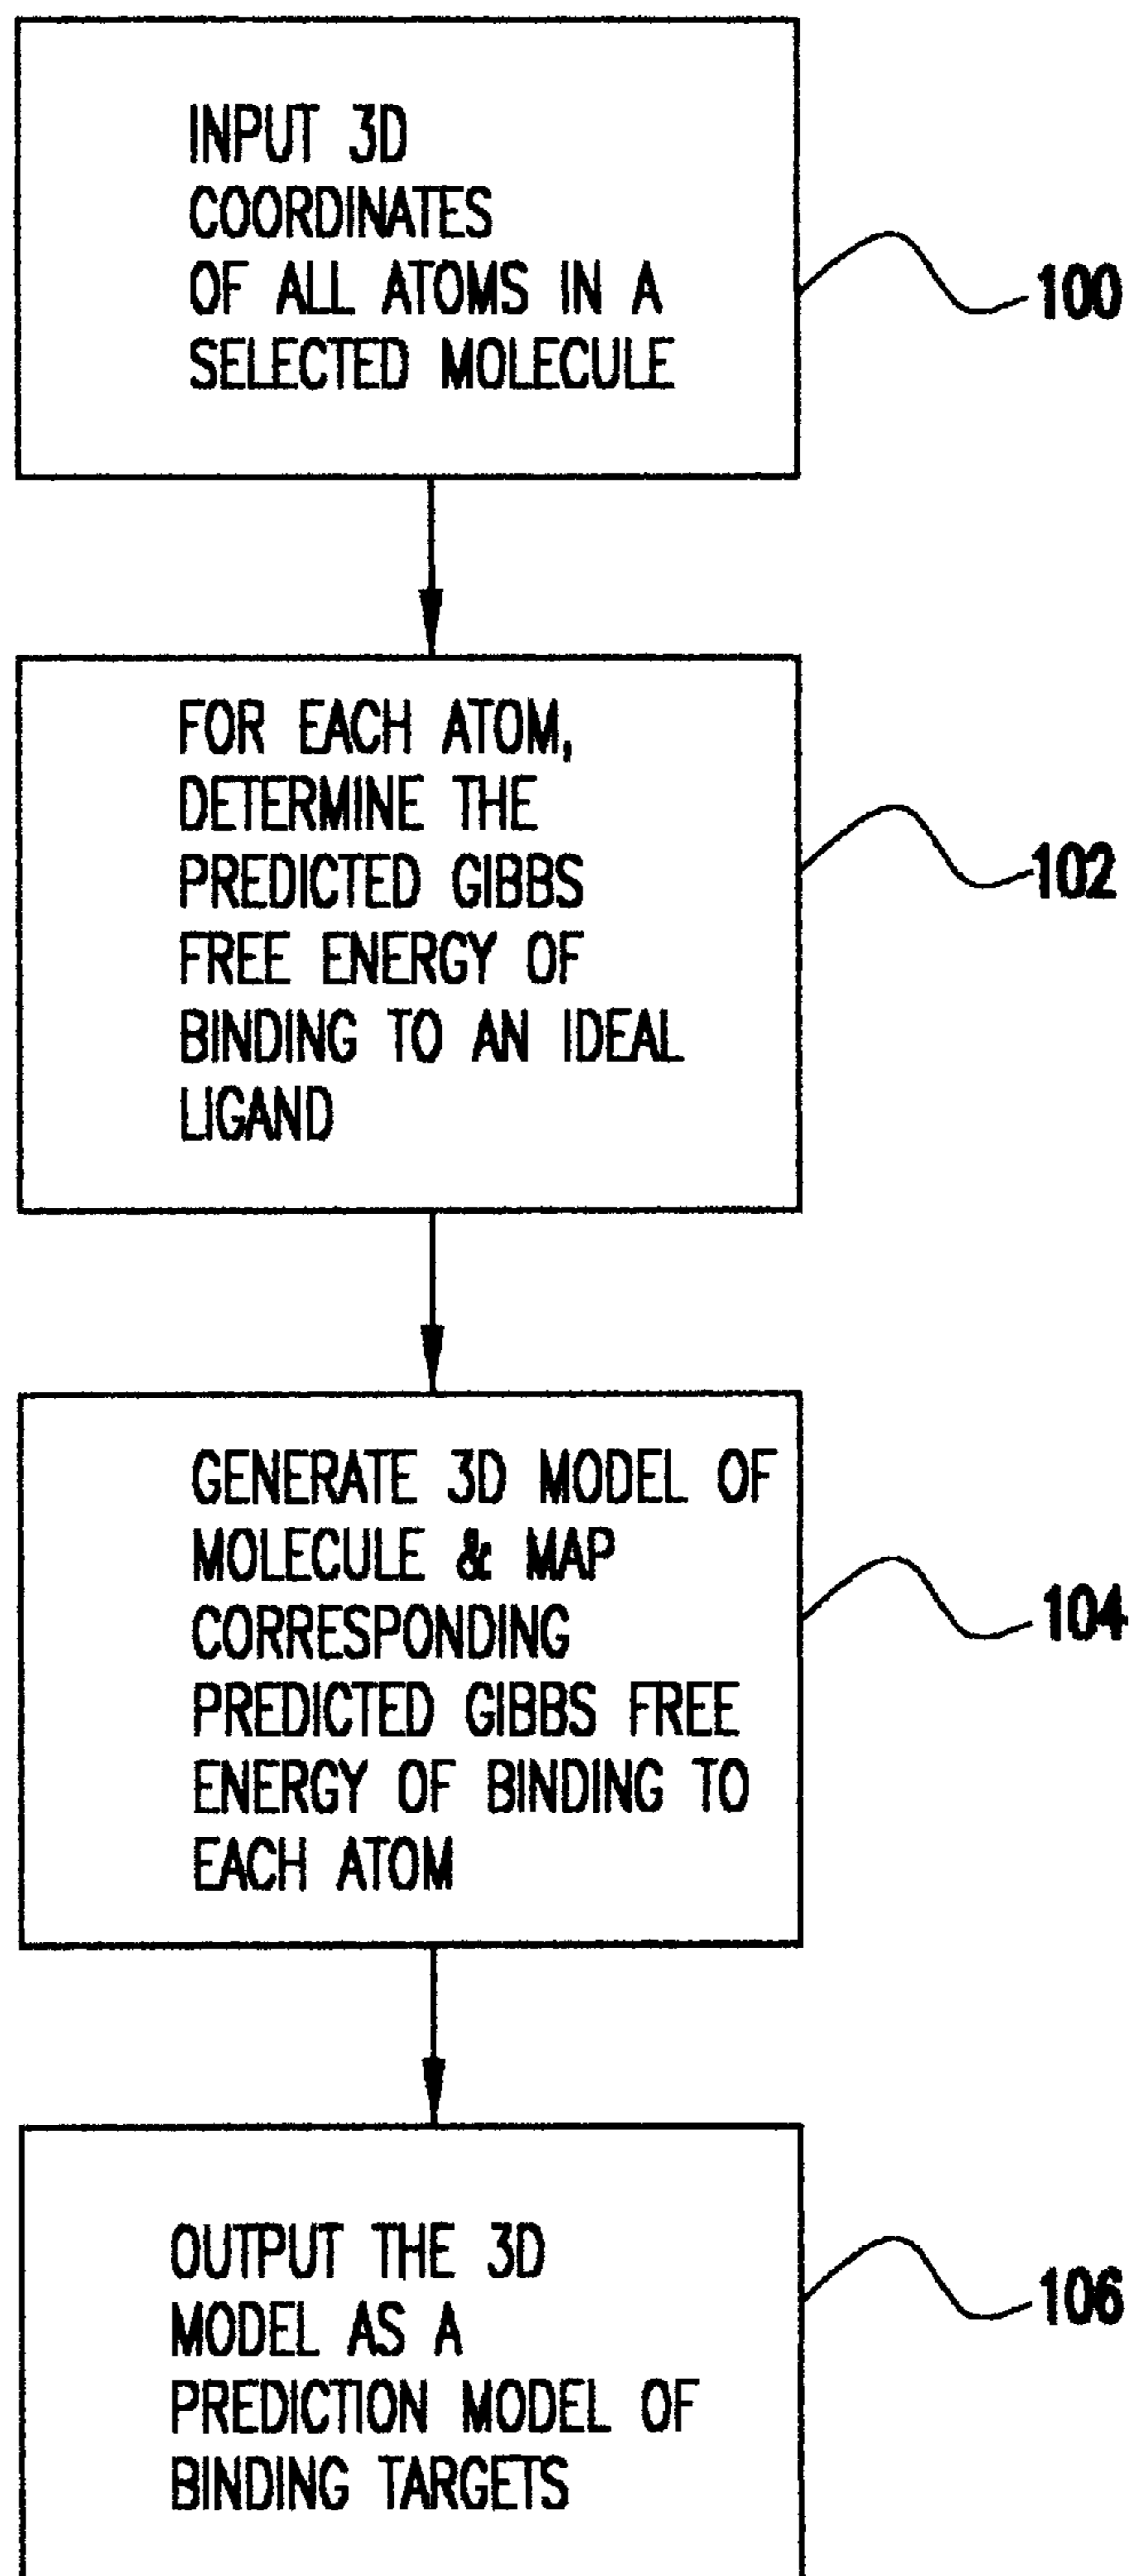 INPUT 3D
COORDINATES
OF ALL ATOMS IN A
SELECTED MOLECULE
100
FOR EACH ATOM,
DETERMINE THE
PREDICTED GIBBS
FREE ENERGY OF
BINDING TO AN IDEAL
LIGAND
102
GENERATE 3D MODEL OF
MOLECULE & MAP
CORRESPONDING
PREDICTED GIBBS FREE
ENERGY OF BINDING TO
EACH ATOM
104
OUTPUT THE 3D
MODEL AS A
PREDICTION MODEL OF
BINDING TARGETS
106